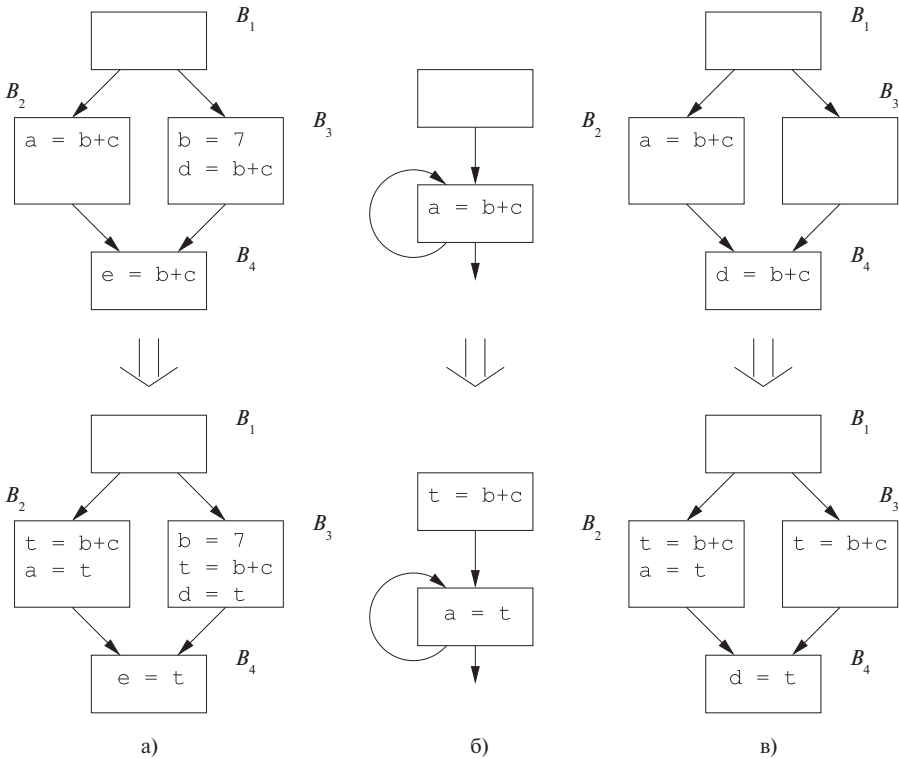 B1
B2
a = b+c
b = 7
d = b+c
B3
e = b+c
B4
a = b+c
B1
B2
a = b+c
B3
d = b+c
B4
B1
B2
t = b+c
a = t
b = 7
t = b+c
d = t
B3
e = t
B4
t = b+c
a = t
B1
B2
t = b+c
a = t
t = b+c
B3
d = t
B4
а)
б)
в)